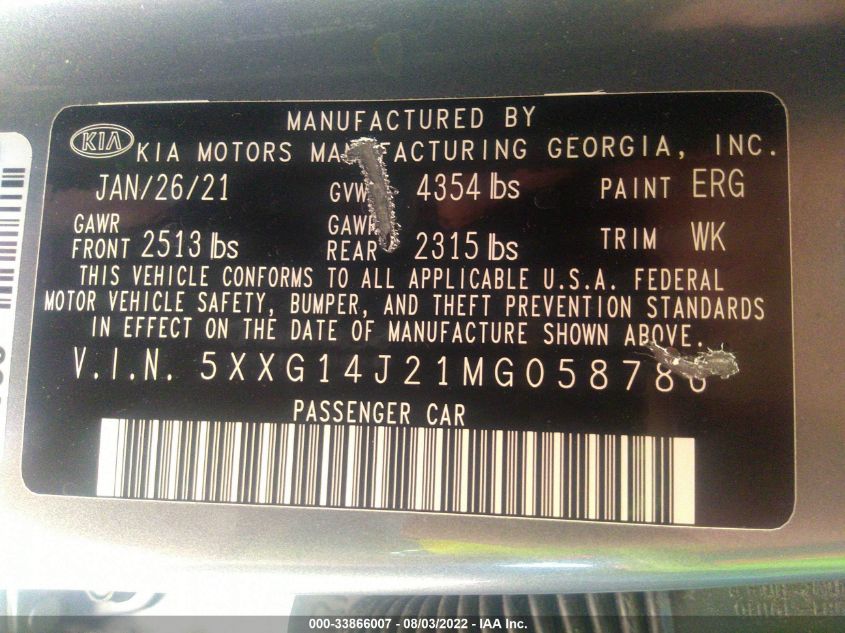 MANUFACTURED BY
KIA
KIA MOTORS MANUFACTURING GEORGIA, INC.
JAN/26/21 GVW 4354 lbs PAINT ERG
GAWR FRONT 2513 lbs GAWR REAR 2315 lbs TRIM WK
THIS VEHICLE CONFORMS TO ALL APPLICABLE U.S.A. FEDERAL
MOTOR VEHICLE SAFETY, BUMPER, AND THEFT PREVENTION STANDARDS
IN EFFECT ON THE DATE OF MANUFACTURE SHOWN ABOVE.
V.I.N. 5XXG14J21MG058786
PASSENGER CAR
000-33866007 - 08/03/2022 - IAA Inc.